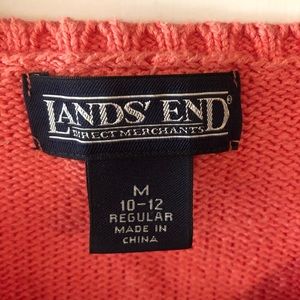 LANDS' END®
DIRECT MERCHANTS
M
10-12
REGULAR
MADE IN
CHINA